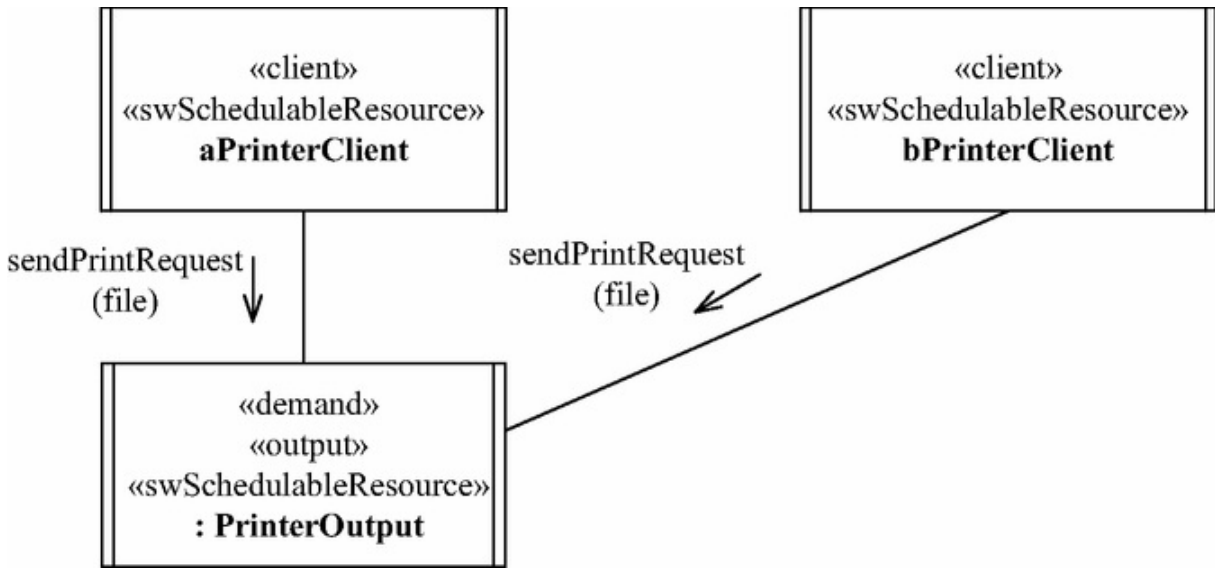 «client»
«swSchedulableResource»
aPrinterClient
«client»
«swSchedulableResource»
bPrinterClient
sendPrintRequest
(file)
sendPrintRequest
(file)
«demand»
«output»
«swSchedulableResource»
: PrinterOutput